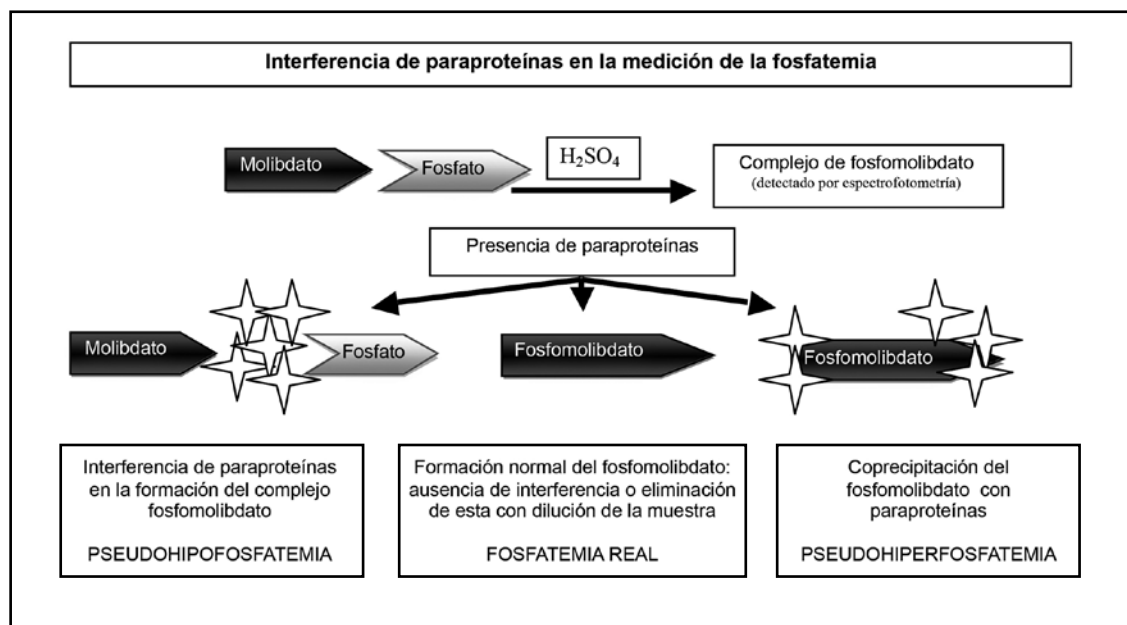 Interferencia de paraproteínas en la medición de la fosfatemia
Molibdato
Fosfato
H₂SO₄
Complejo de fosfomolibdato
(detectado por espectrofotometría)
Presencia de paraproteínas
Molibdato
Fosfato
Fosfomolibdato
Fosfomolibdato
Interferencia de paraproteínas
en la formación del complejo
fosfomolibdato
PSEUDOHIPOFOSFATEMIA
Formación normal del fosfomolibdato:
ausencia de interferencia o eliminación
de esta con dilución de la muestra
FOSFATEMIA REAL
Coprecipitación del
fosfomolibdato con
paraproteínas
PSEUDOHIPERFOSFATEMIA